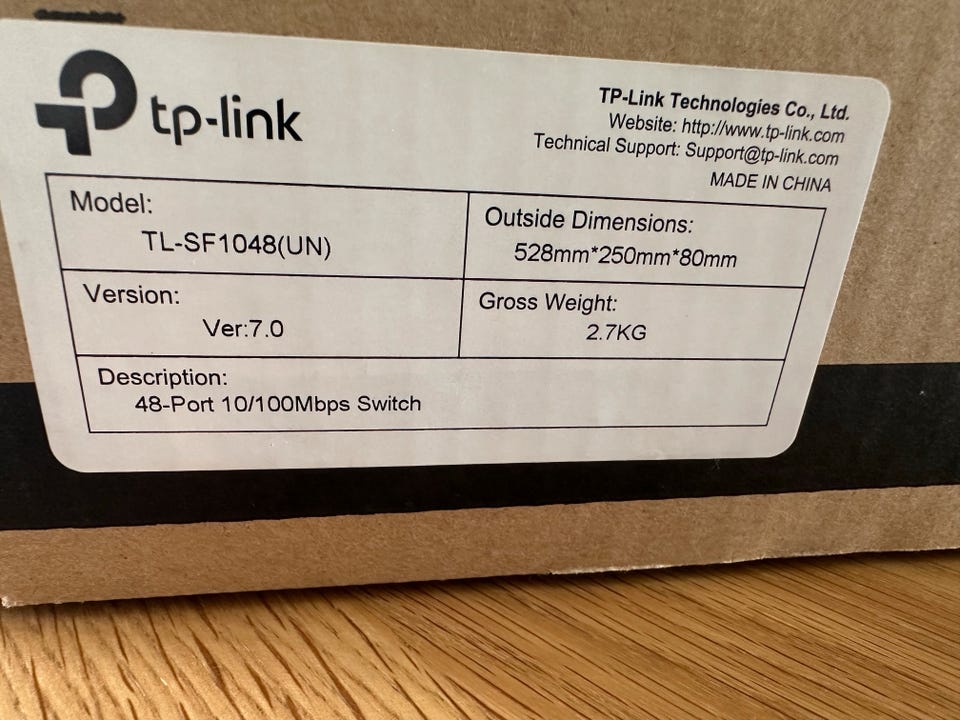 tp-link
TP-Link Technologies Co., Ltd.
Website: http://www.tp-link.com
Technical Support: Support@tp-link.com
MADE IN CHINA
Model:
TL-SF1048(UN)
Outside Dimensions:
528mm*250mm*80mm
Version:
Ver:7.0
Gross Weight:
2.7KG
Description:
48-Port 10/100Mbps Switch